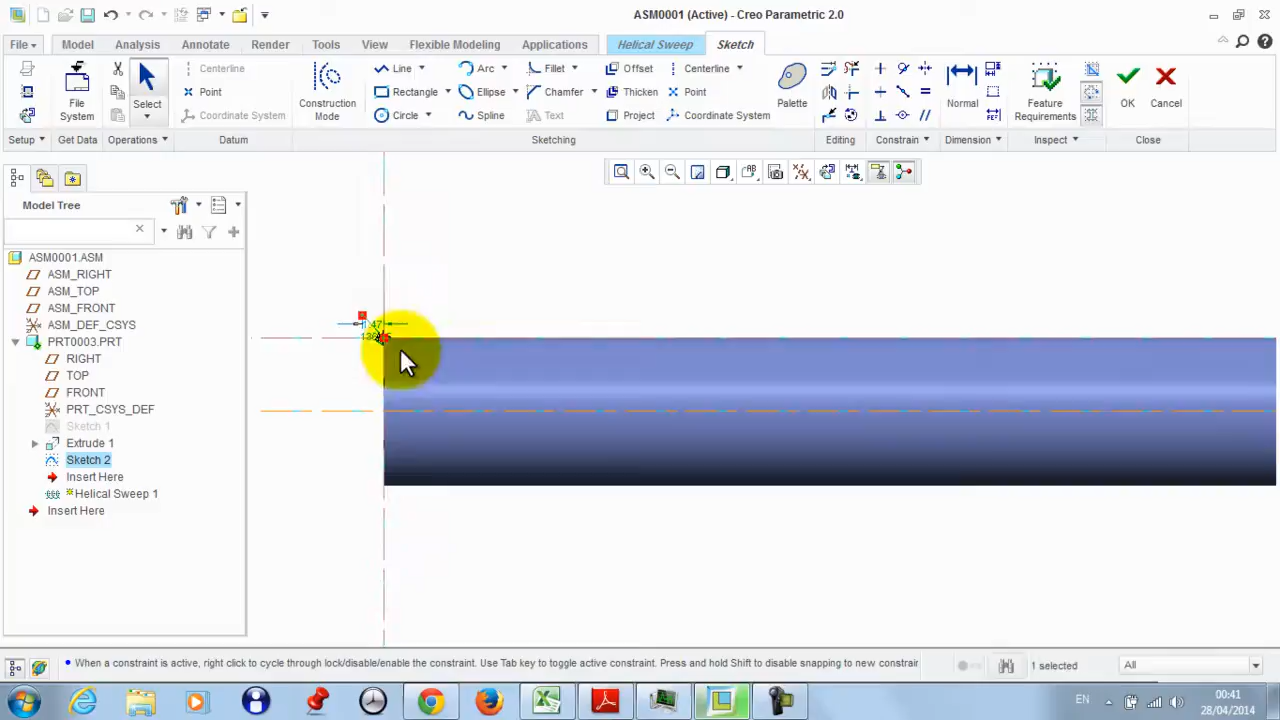 ASM0001 (Active) - Creo Parametric 2.0
File Model Analysis Annotate Render Tools View Flexible Modeling Applications Helical Sweep Sketch
Centerline Line Arc Fillet Offset Centerline
Point Rectangle Ellipse Chamfer Thicken Point
Coordinate System Circle Spline Text Project Coordinate System
File System Select Construction Mode Palette Normal Feature Requirements OK Cancel
Setup Get Data Operations Datum Sketching Editing Constrain Dimension Inspect Close
Model Tree
ASM0001.ASM
ASM_RIGHT
ASM_TOP
ASM_FRONT
ASM_DEF_CSYS
PRT0003.PRT
RIGHT
TOP
FRONT
PRT_CSYS_DEF
Sketch 1
Extrude 1
Sketch 2
Insert Here
*Helical Sweep 1
Insert Here
When a constraint is active, right click to cycle through lock/disable/enable the constraint. Use Tab key to toggle active constraint. Press and hold Shift to disable snapping to new constrain
1 selected
All
EN
00:41
28/04/2014